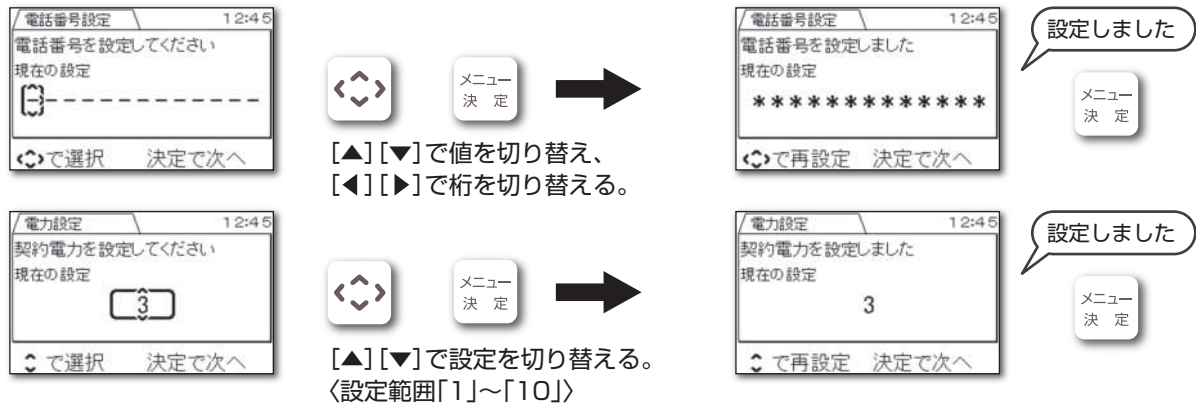 電話番号設定 12:45
電話番号を設定してください
現在の設定
-------------
で選択 決定で次へ
メニュー
決 定
[▲][▼]で値を切り替え、
[◀][▶]で桁を切り替える。
電話番号設定 12:45
電話番号を設定しました
現在の設定
*************
で再設定 決定で次へ
設定しました
メニュー
決 定
電力設定 12:45
契約電力を設定してください
現在の設定
3
で選択 決定で次へ
メニュー
決 定
[▲][▼]で設定を切り替える。
〈設定範囲「1」~「10」〉
電力設定 12:45
契約電力を設定しました
現在の設定
3
で再設定 決定で次へ
設定しました
メニュー
決 定